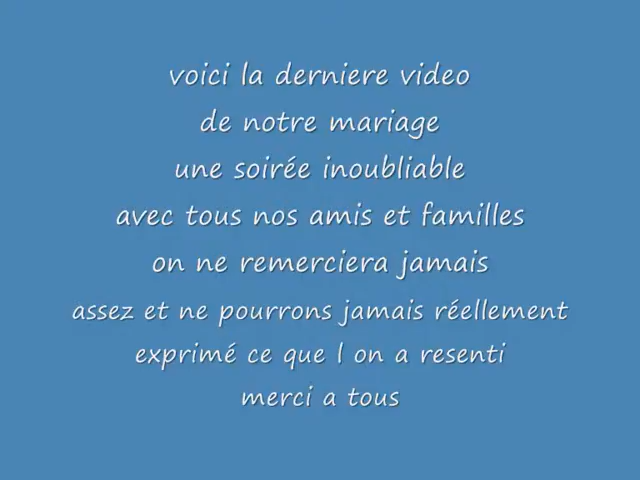 voici la derniere video
de notre mariage
une soirée inoubliable
avec tous nos amis et familles
on ne remerciera jamais
assez et ne pourrons jamais réellement
exprimé ce que l on a resenti
merci a tous